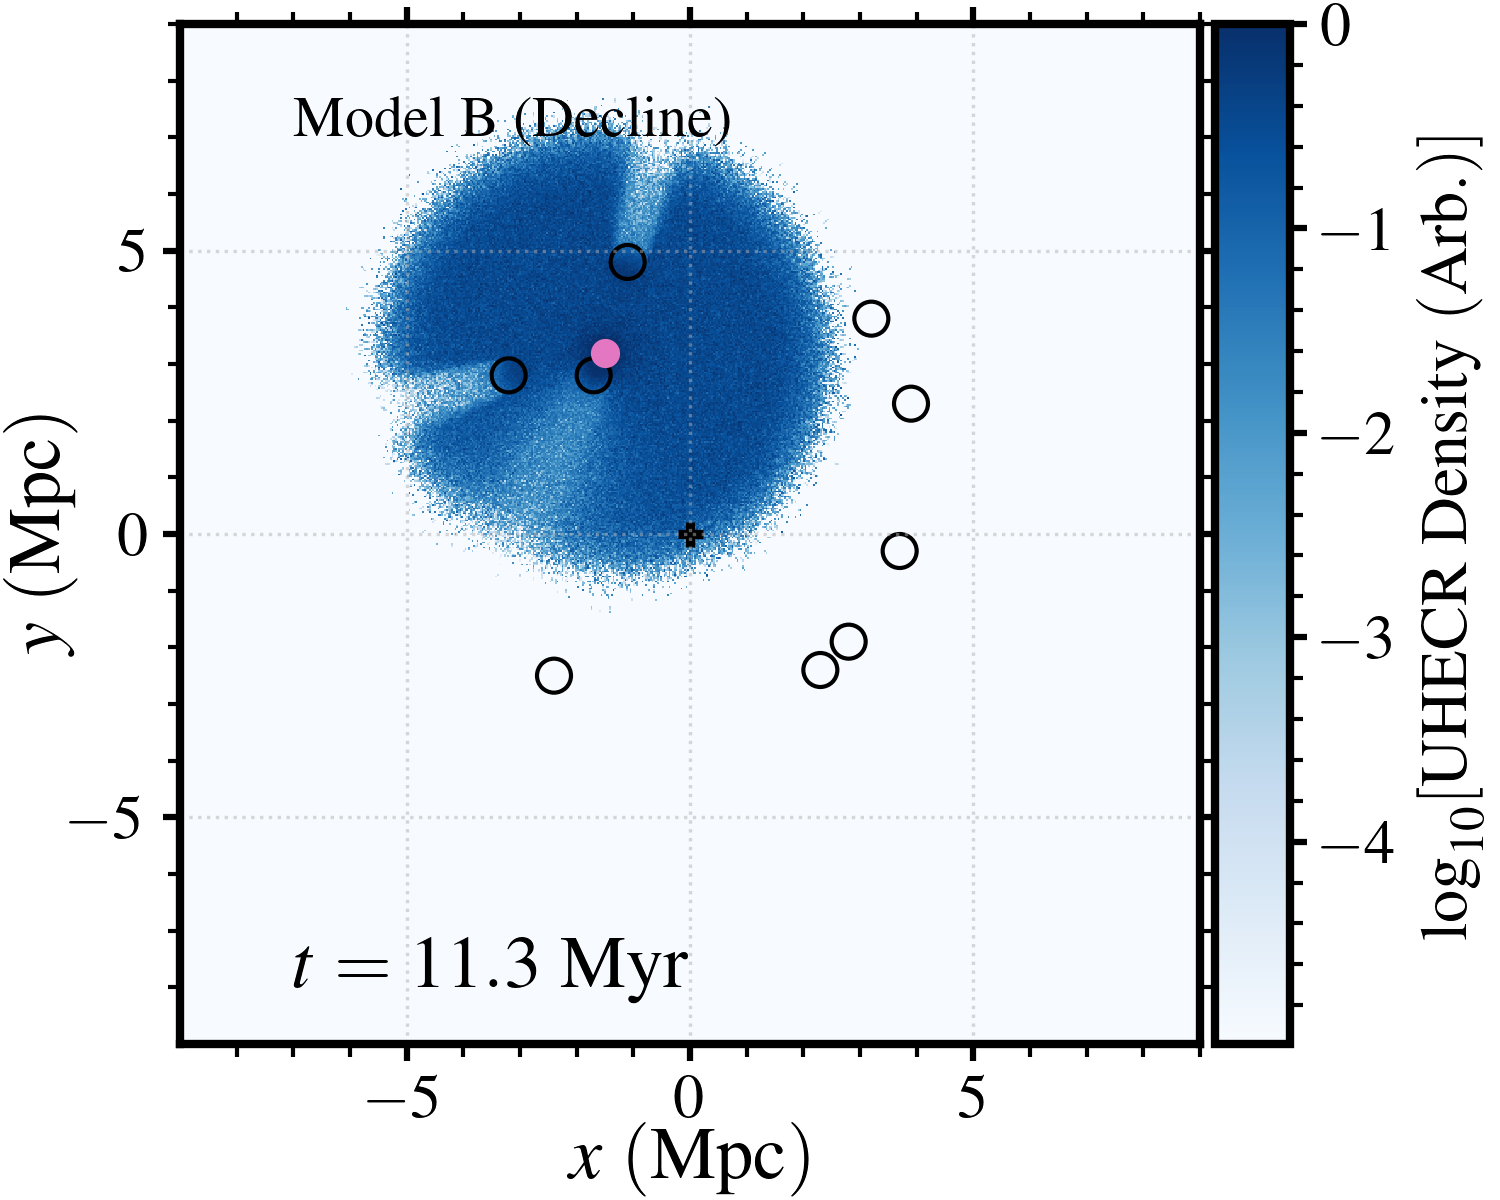 Model B (Decline)
t = 11.3 Myr
5
0
−5
y (Mpc)
−5 0 5
x (Mpc)
0
−1
−2
−3
−4
log₁₀[UHECR Density (Arb.)]